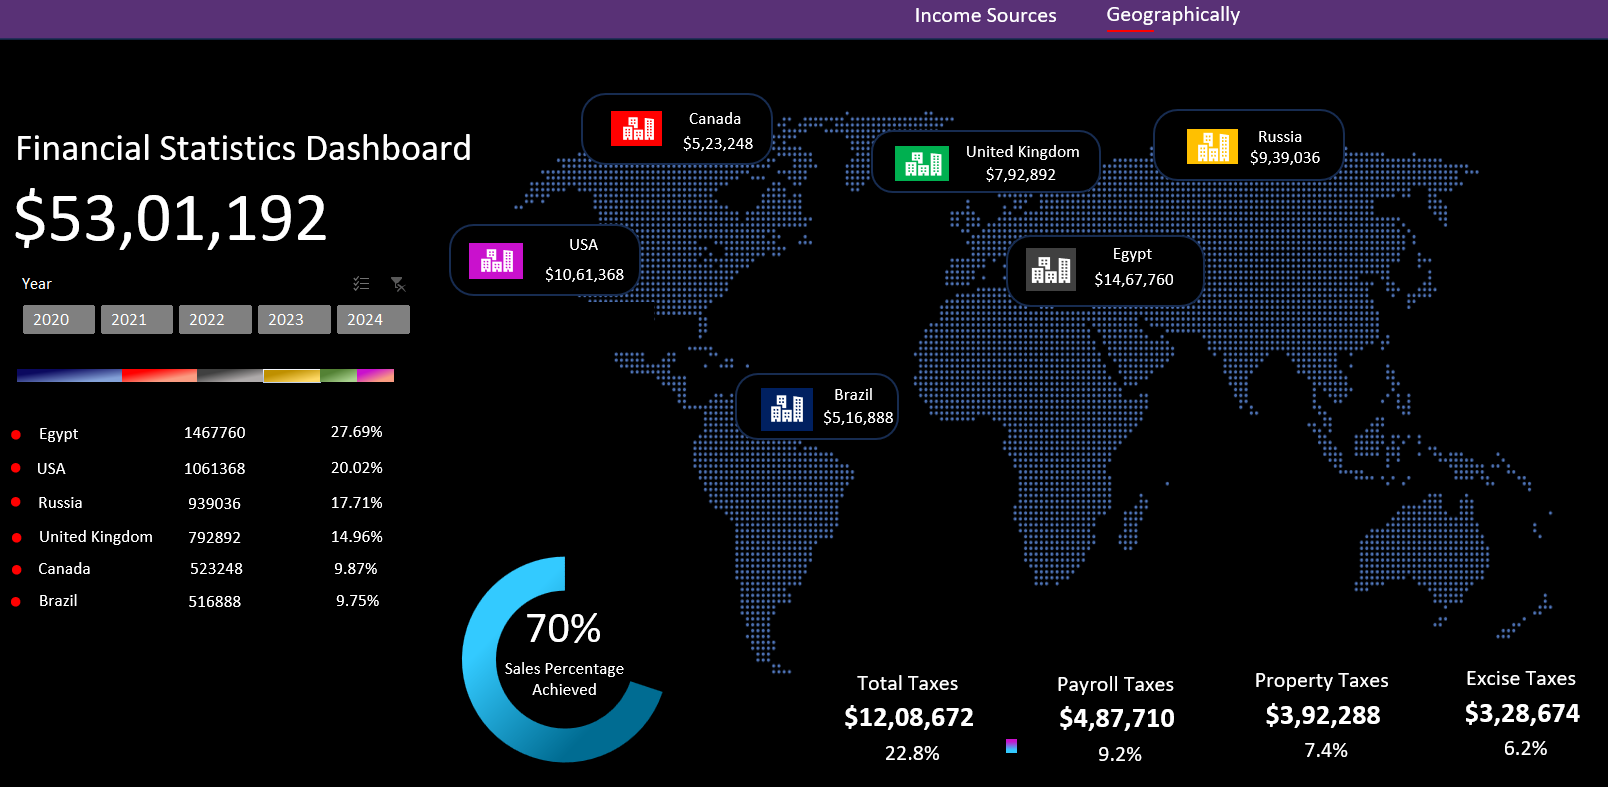 Income Sources
Geographically
Financial Statistics Dashboard
$53,01,192
Year
2020
2021
2022
2023
2024
Egypt 1467760 27.69%
USA 1061368 20.02%
Russia 939036 17.71%
United Kingdom 792892 14.96%
Canada 523248 9.87%
Brazil 516888 9.75%
Canada
$5,23,248
United Kingdom
$7,92,892
Russia
$9,39,036
USA
$10,61,368
Egypt
$14,67,760
Brazil
$5,16,888
70%
Sales Percentage
Achieved
Total Taxes
$12,08,672
22.8%
Payroll Taxes
$4,87,710
9.2%
Property Taxes
$3,92,288
7.4%
Excise Taxes
$3,28,674
6.2%